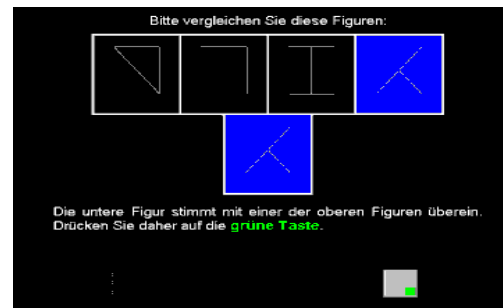 Bitte vergleichen Sie diese Figuren:
Die untere Figur stimmt mit einer der oberen Figuren überein.
Drücken Sie daher auf die grüne Taste.